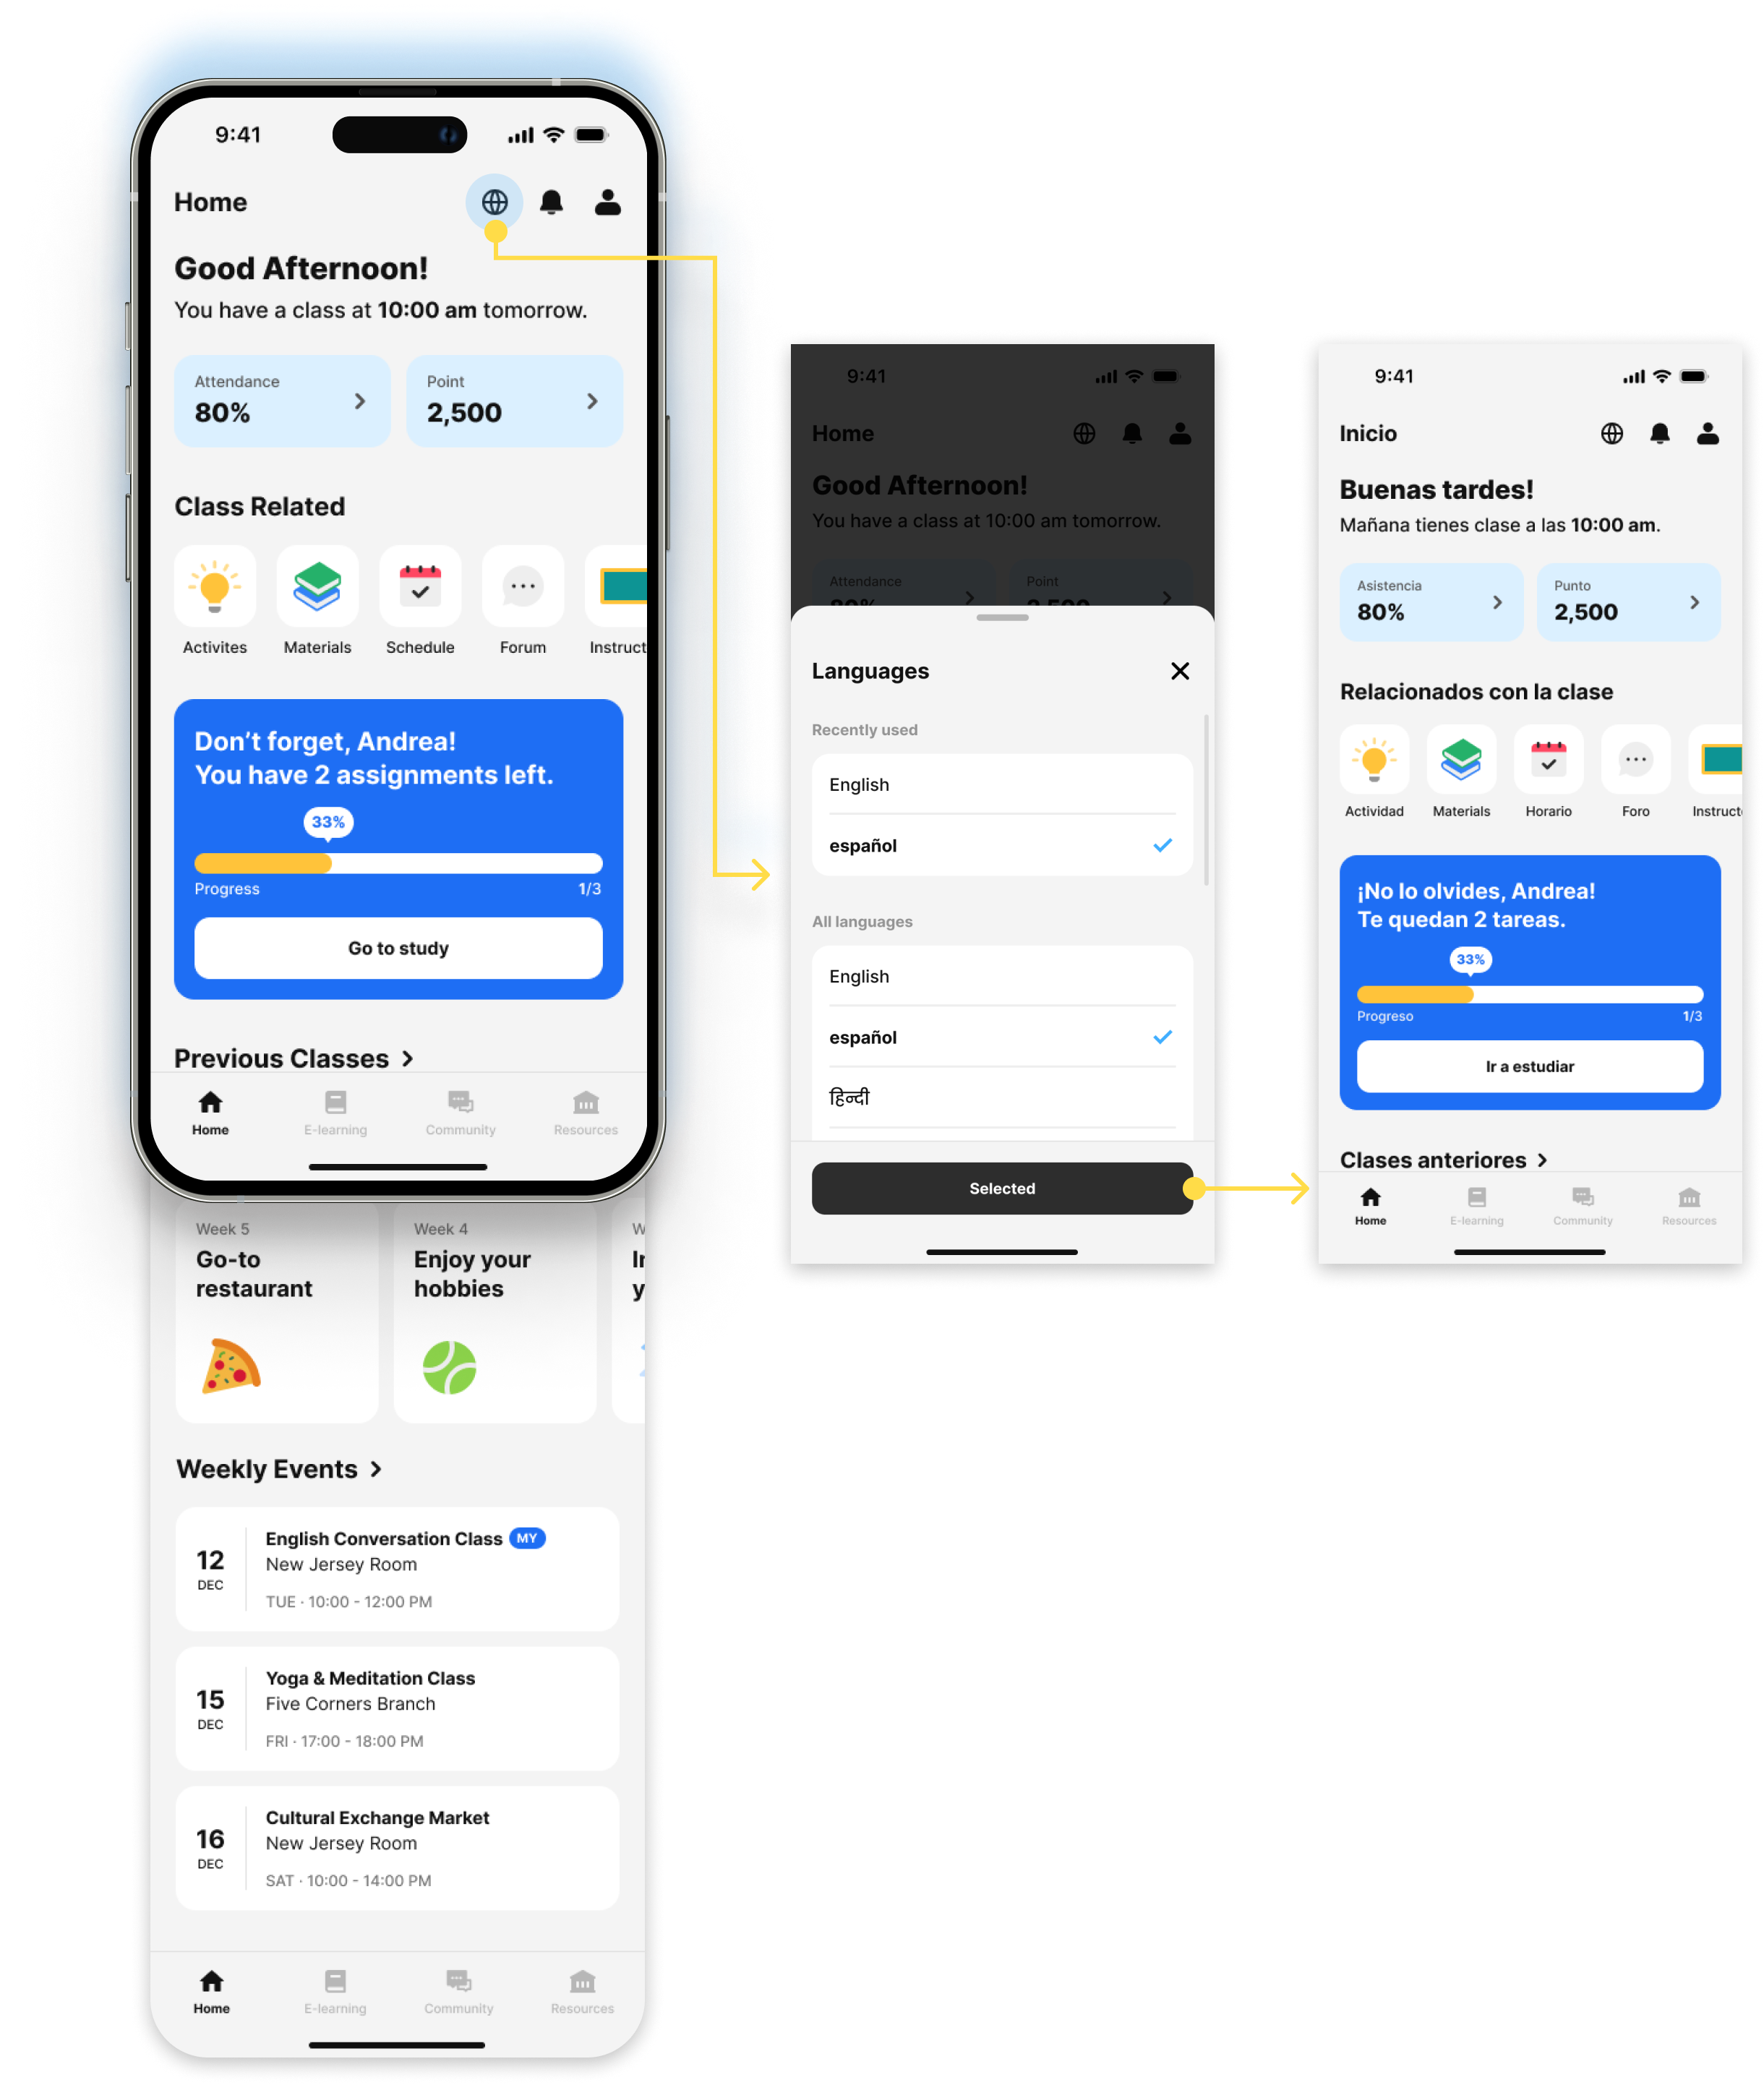 9:41
Home
Good Afternoon!
You have a class at 10:00 am tomorrow.
Attendance
80%
Point
2,500
Class Related
Activites
Materials
Schedule
Forum
Instruct
Don't forget, Andrea!
You have 2 assignments left.
33%
Progress
1/3
Go to study
Previous Classes
Home
E-learning
Community
Resources
Week 5
Go-to
restaurant
Week 4
Enjoy your
hobbies
Weekly Events
12
DEC
English Conversation Class MY
New Jersey Room
TUE · 10:00 - 12:00 PM
15
DEC
Yoga & Meditation Class
Five Corners Branch
FRI · 17:00 - 18:00 PM
16
DEC
Cultural Exchange Market
New Jersey Room
SAT · 10:00 - 14:00 PM
Home
E-learning
Community
Resources
9:41
Home
Good Afternoon!
You have a class at 10:00 am tomorrow.
Attendance
80%
Point
2,500
Languages
Recently used
English
español
All languages
English
español
हिन्दी
Selected
9:41
Inicio
Buenas tardes!
Mañana tienes clase a las 10:00 am.
Asistencia
80%
Punto
2,500
Relacionados con la clase
Actividad
Materials
Horario
Foro
Instruct
¡No lo olvides, Andrea!
Te quedan 2 tareas.
33%
Progreso
1/3
Ir a estudiar
Clases anteriores
Home
E-learning
Community
Resources